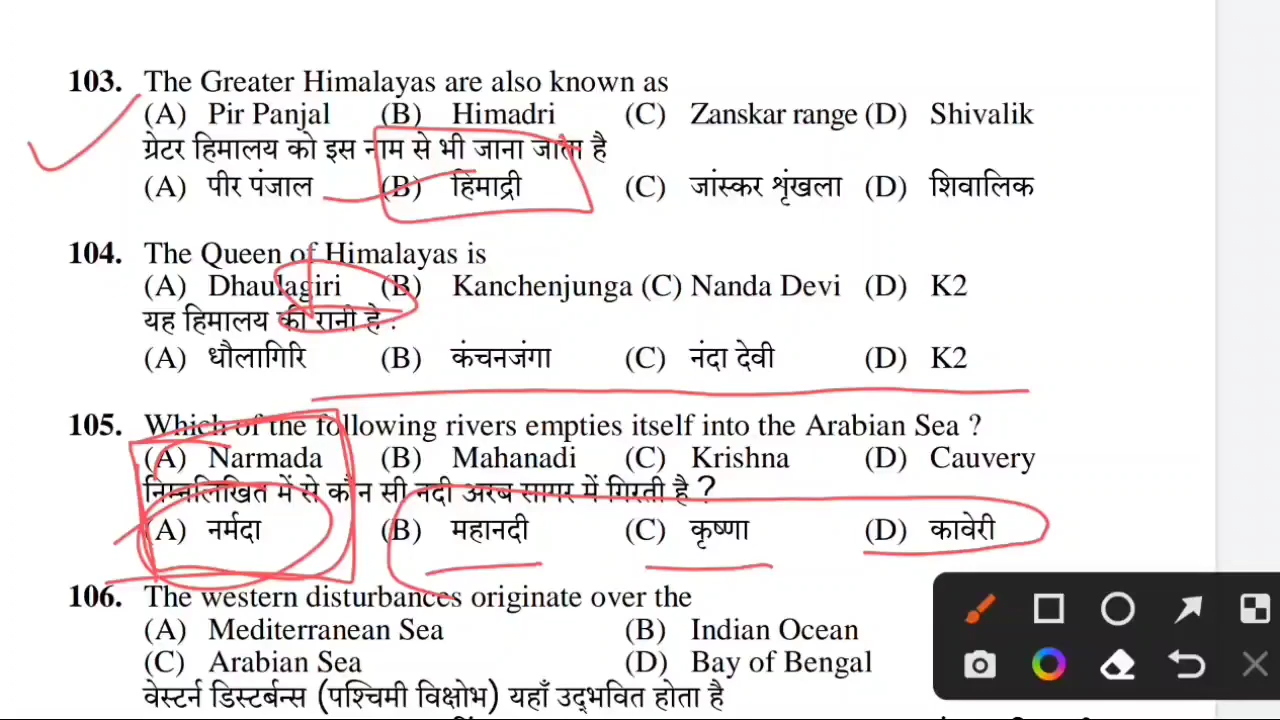 103. The Greater Himalayas are also known as
(A) Pir Panjal (B) Himadri (C) Zanskar range (D) Shivalik
ग्रेटर हिमालय को इस नाम से भी जाना जाता है
(A) पीर पंजाल (B) हिमाद्री (C) जांस्कर शृंखला (D) शिवालिक
104. The Queen of Himalayas is
(A) Dhaulagiri (B) Kanchenjunga (C) Nanda Devi (D) K2
यह हिमालय की रानी है :
(A) धौलागिरि (B) कंचनजंगा (C) नंदा देवी (D) K2
105. Which of the following rivers empties itself into the Arabian Sea ?
(A) Narmada (B) Mahanadi (C) Krishna (D) Cauvery
निम्नलिखित में से कौन सी नदी अरब सागर में गिरती है ?
(A) नर्मदा (B) महानदी (C) कृष्णा (D) कावेरी
106. The western disturbances originate over the
(A) Mediterranean Sea (B) Indian Ocean
(C) Arabian Sea (D) Bay of Bengal
वेस्टर्न डिस्टर्बन्स (पश्चिमी विक्षोभ) यहाँ उद्भवित होता है